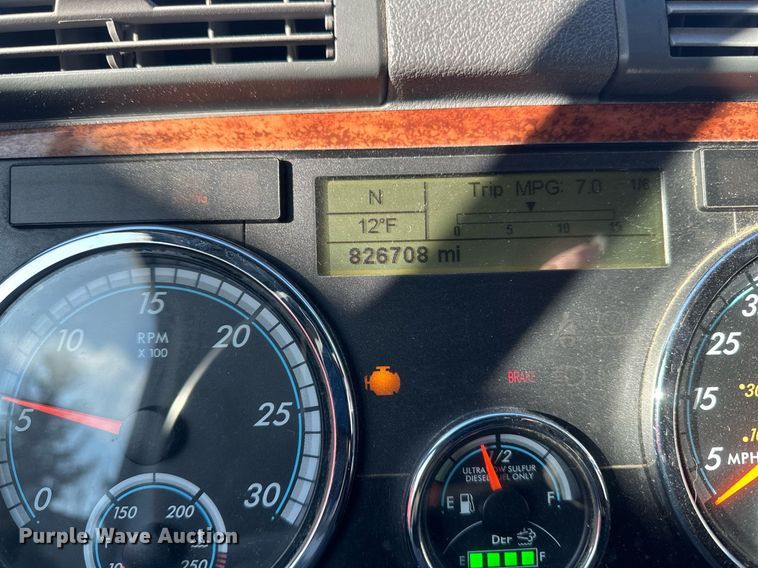 N
Trip MPG: 7.0 1/6
12°F
0 5 10 15
826708 mi
15
10 RPM 20
X 100
5 25
0 30
BRAKE
1/2
ULTRA LOW SULFUR
DIESEL FUEL ONLY
E F
DEF
E F
150 200
250
25
15
5 MPH
Purple Wave Auction